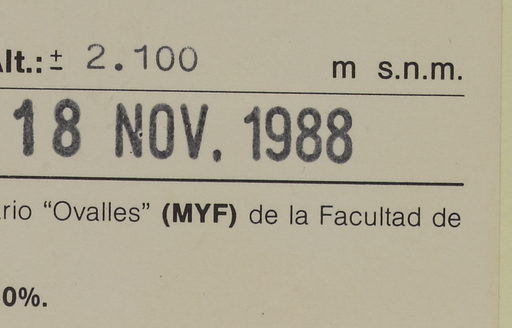 Alt.: ± 2.100 m s.n.m.
18 NOV. 1988
rio “Ovalles” (MYF) de la Facultad de
0%.